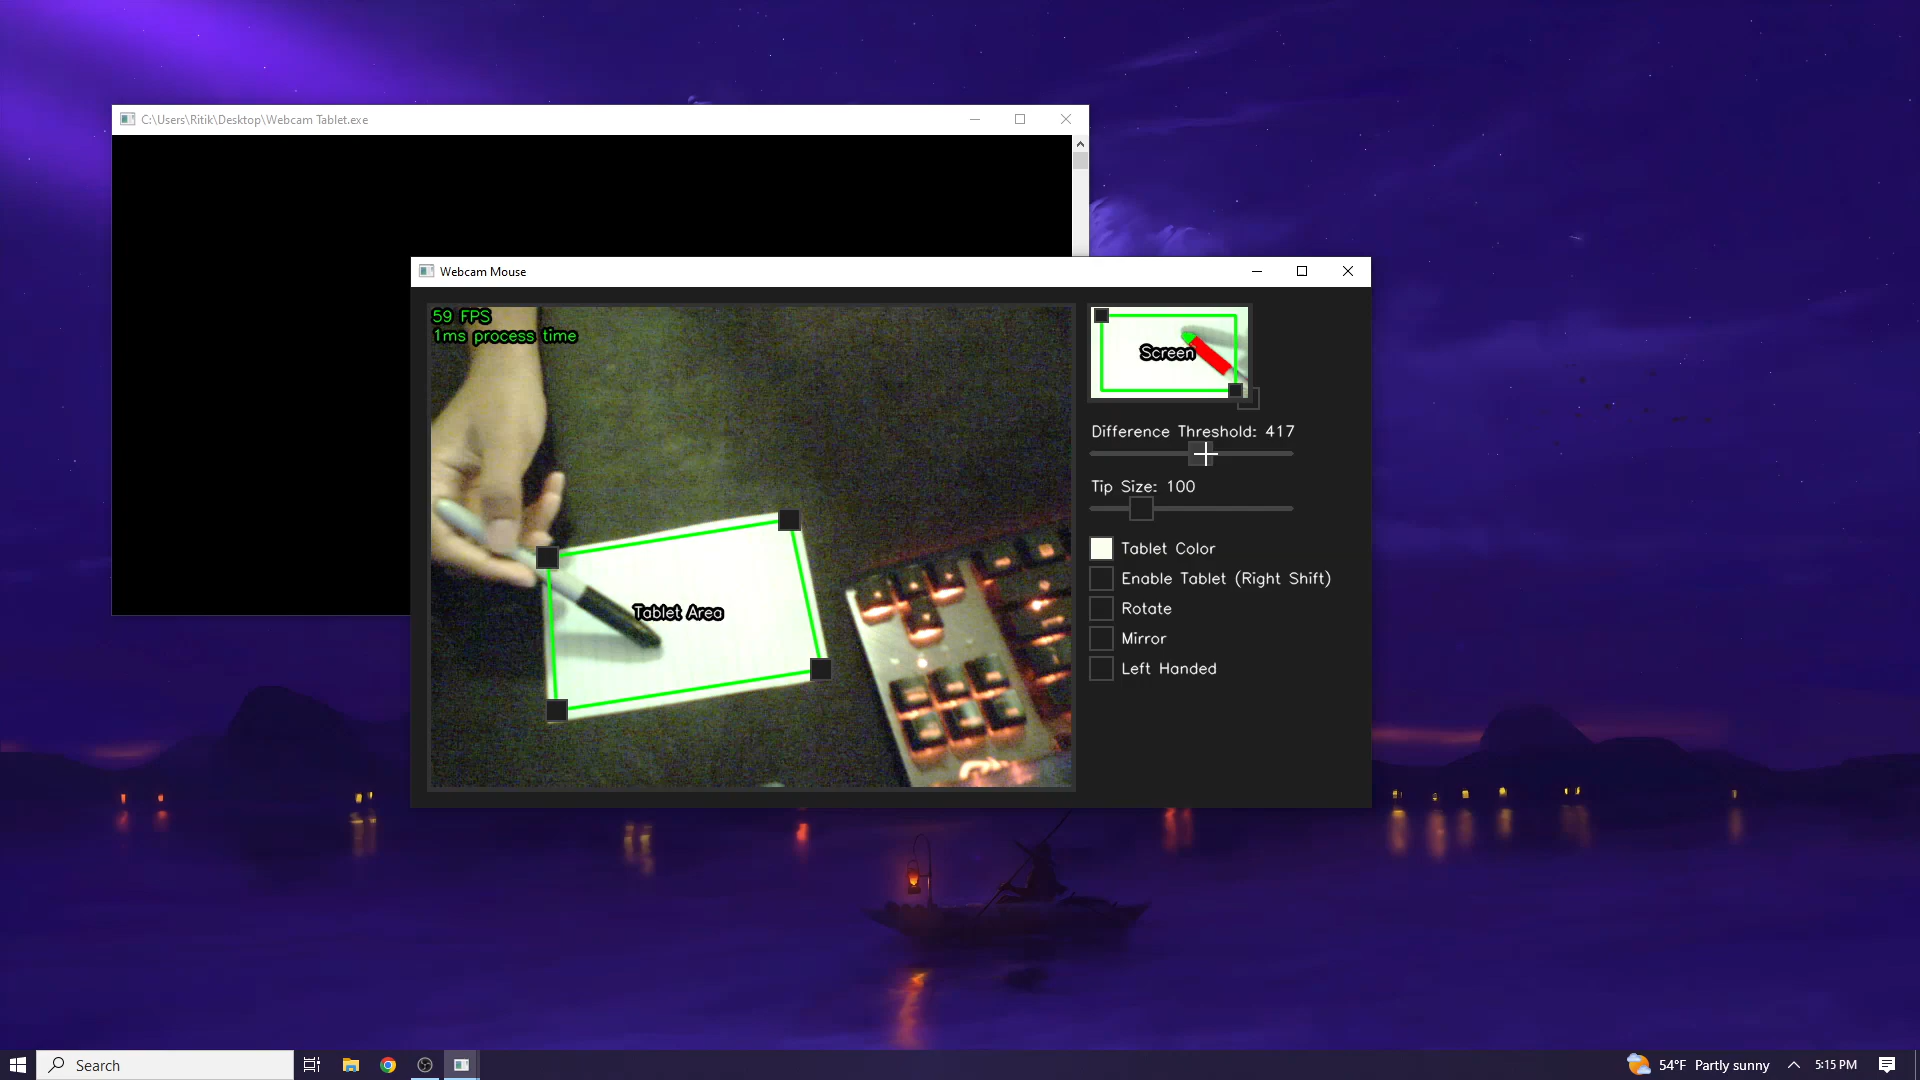 C:\Users\Ritik\Desktop\Webcam Tablet.exe
Webcam Mouse
59 FPS
1ms process time
Tablet Area
Screen
Difference Threshold: 417
Tip Size: 100
Tablet Color
Enable Tablet (Right Shift)
Rotate
Mirror
Left Handed
Search
54°F Partly sunny
5:15 PM